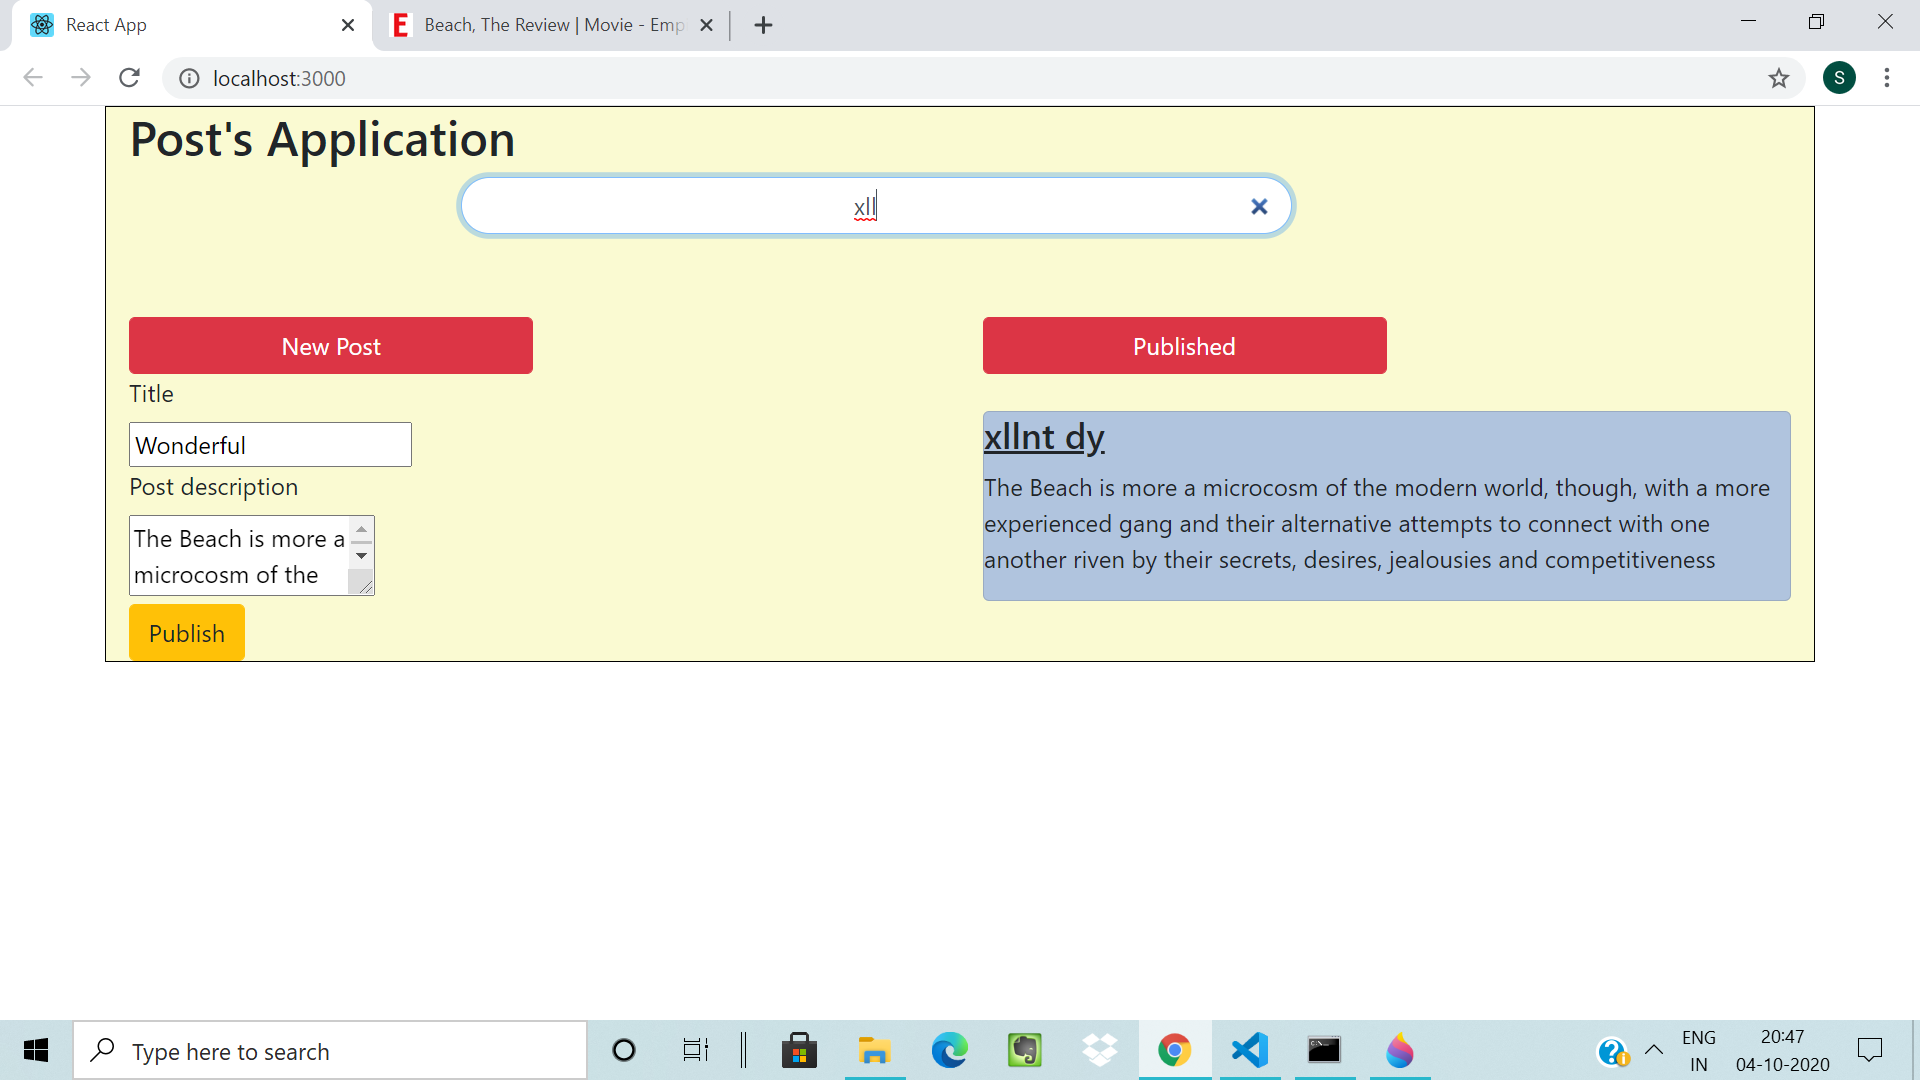 React App
Beach, The Review | Movie - Emp
localhost:3000
S
Post's Application
xll
New Post
Published
Title
Wonderful
Post description
The Beach is more a
microcosm of the
Publish
xllnt dy
The Beach is more a microcosm of the modern world, though, with a more
experienced gang and their alternative attempts to connect with one
another riven by their secrets, desires, jealousies and competitiveness
Type here to search
ENG
IN
20:47
04-10-2020